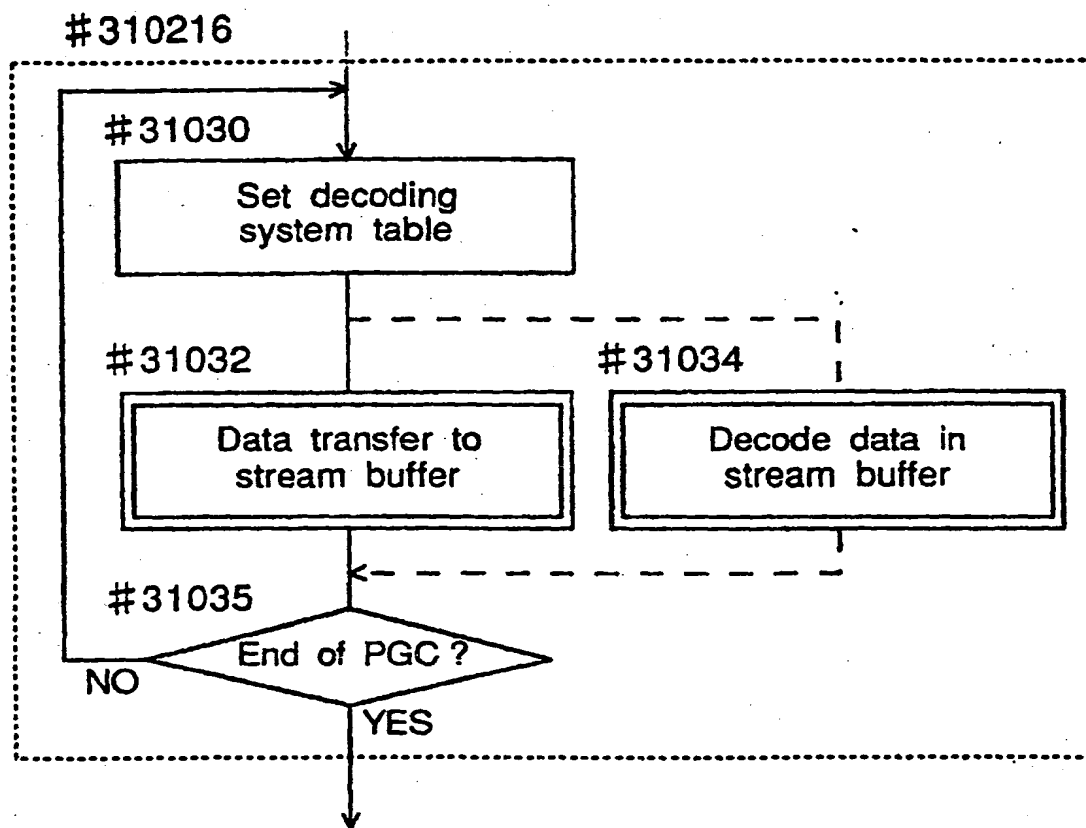 #310216
#31030
Set decoding
system table
#31032
#31034
Data transfer to
stream buffer
Decode data in
stream buffer
#31035
End of PGC?
NO
YES